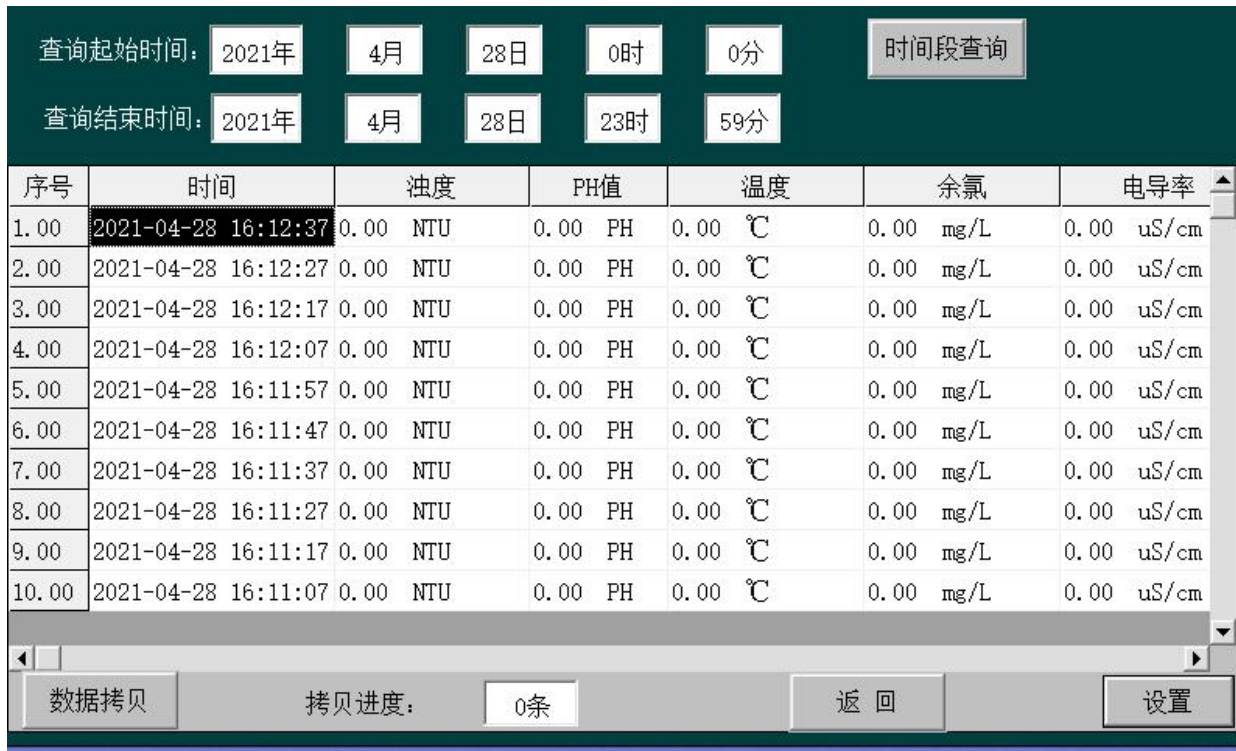 查询起始时间: 2021年 4月 28日 0时 0分 时间段查询
查询结束时间: 2021年 4月 28日 23时 59分
序号 时间 浊度 PH值 温度 余氯 电导率
1.00 2021-04-28 16:12:37 0.00 NTU 0.00 PH 0.00 ℃ 0.00 mg/L 0.00 uS/cm
2.00 2021-04-28 16:12:27 0.00 NTU 0.00 PH 0.00 ℃ 0.00 mg/L 0.00 uS/cm
3.00 2021-04-28 16:12:17 0.00 NTU 0.00 PH 0.00 ℃ 0.00 mg/L 0.00 uS/cm
4.00 2021-04-28 16:12:07 0.00 NTU 0.00 PH 0.00 ℃ 0.00 mg/L 0.00 uS/cm
5.00 2021-04-28 16:11:57 0.00 NTU 0.00 PH 0.00 ℃ 0.00 mg/L 0.00 uS/cm
6.00 2021-04-28 16:11:47 0.00 NTU 0.00 PH 0.00 ℃ 0.00 mg/L 0.00 uS/cm
7.00 2021-04-28 16:11:37 0.00 NTU 0.00 PH 0.00 ℃ 0.00 mg/L 0.00 uS/cm
8.00 2021-04-28 16:11:27 0.00 NTU 0.00 PH 0.00 ℃ 0.00 mg/L 0.00 uS/cm
9.00 2021-04-28 16:11:17 0.00 NTU 0.00 PH 0.00 ℃ 0.00 mg/L 0.00 uS/cm
10.00 2021-04-28 16:11:07 0.00 NTU 0.00 PH 0.00 ℃ 0.00 mg/L 0.00 uS/cm
数据拷贝 拷贝进度: 0条 返 回 设置